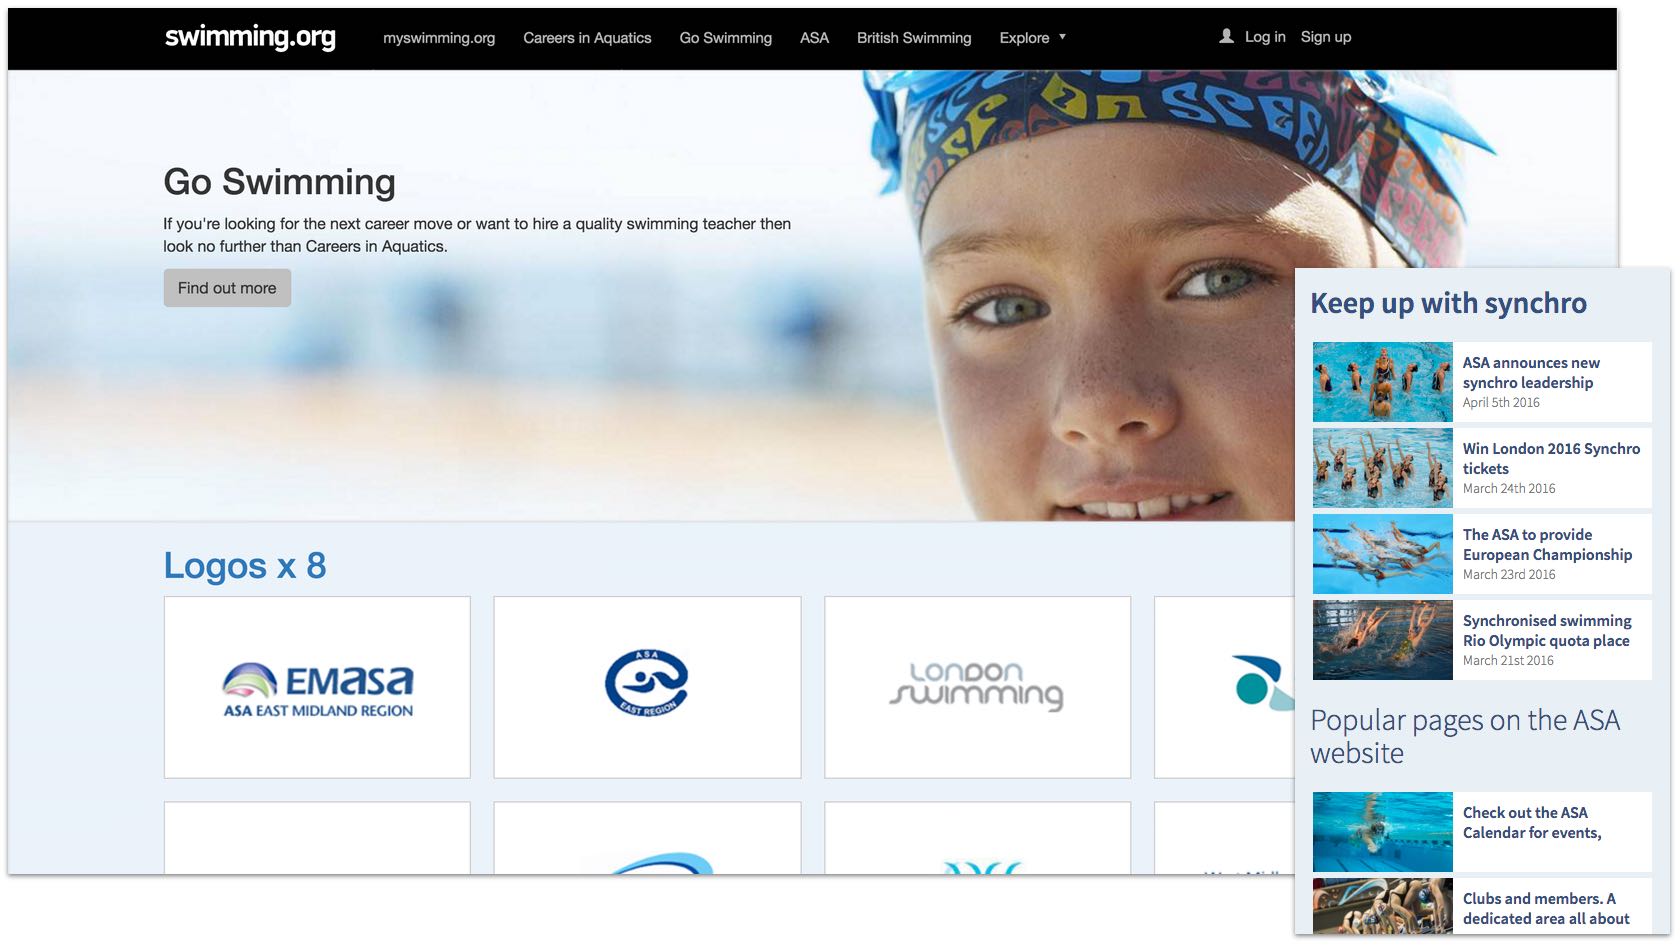 swimming.org
myswimming.org
Careers in Aquatics
Go Swimming
ASA
British Swimming
Explore
Log in
Sign up
Go Swimming
If you're looking for the next career move or want to hire a quality swimming teacher then
look no further than Careers in Aquatics.
Find out more
Logos x 8
EMasa
ASA EAST MIDLAND REGION
ASA
EAST REGION
LONDON
swimming
Keep up with synchro
ASA announces new
synchro leadership
April 5th 2016
Win London 2016 Synchro
tickets
March 24th 2016
The ASA to provide
European Championship
March 23rd 2016
Synchronised swimming
Rio Olympic quota place
March 21st 2016
Popular pages on the ASA
website
Check out the ASA
Calendar for events,
Clubs and members. A
dedicated area all about